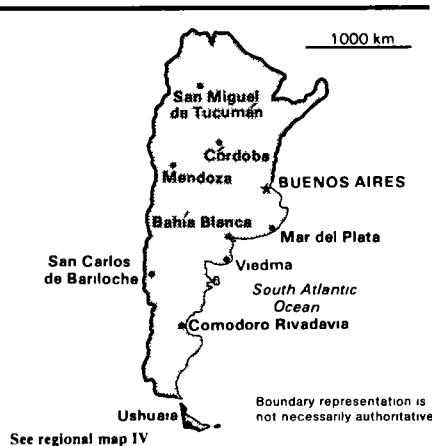 1000 km
San Miguel
de Tucumán
Córdoba
Mendoza
BUENOS AIRES
Bahía Blanca
Mar del Plata
San Carlos
de Bariloche
Viedma
South Atlantic
Ocean
Comodoro Rivadavia
Ushuaia
Boundary representation is
not necessarily authoritative
See regional map IV